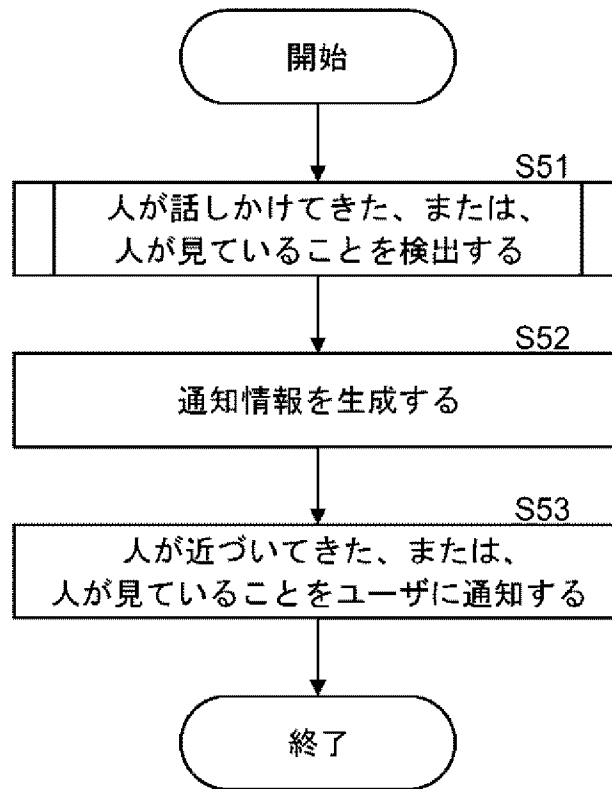 開始
S51
人が話しかけてきた、または、
人が見ていることを検出する
S52
通知情報を生成する
S53
人が近づいてきた、または、
人が見ていることをユーザに通知する
終了